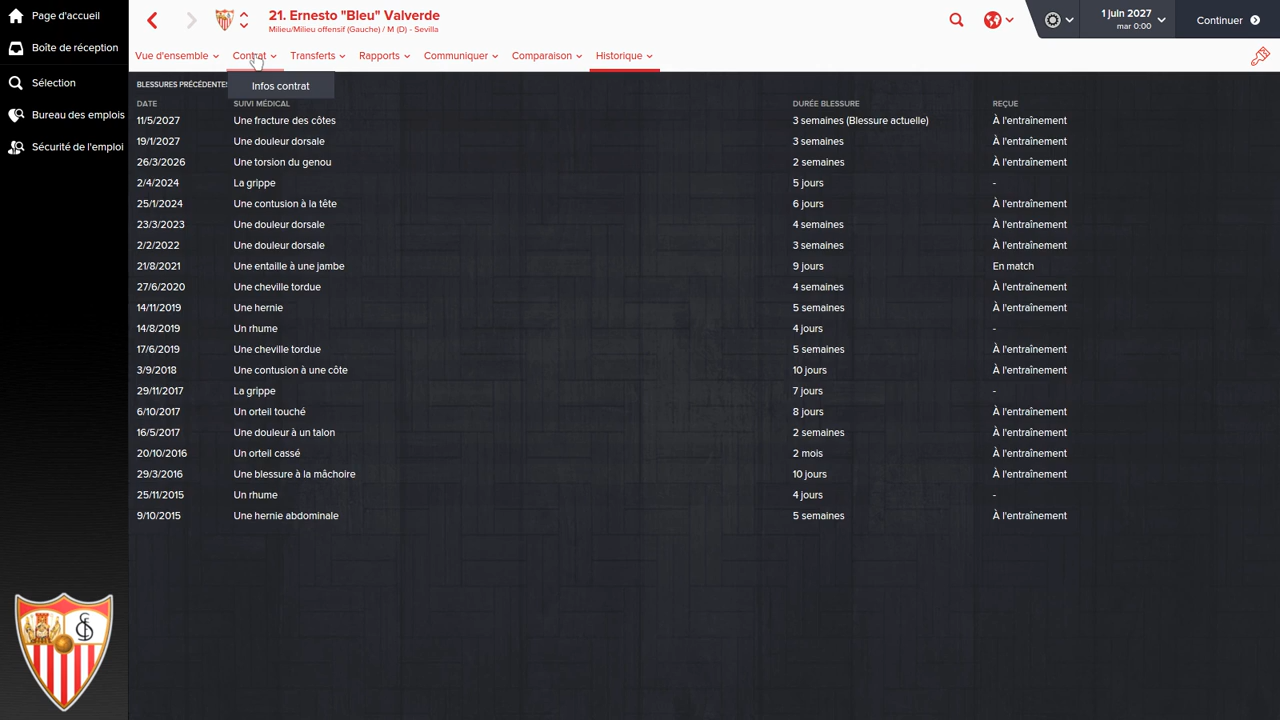 Page d'accueil
Boîte de réception
Sélection
Bureau des emplois
Sécurité de l'emploi
21. Ernesto "Bleu" Valverde
Milieu/Milieu offensif (Gauche) / M (D) - Sevilla
1 juin 2027
mar 0:00
Continuer
Vue d'ensemble Contrat Transferts Rapports Communiquer Comparaison Historique
Infos contrat
BLESSURES PRÉCÉDENTES
DATE SUIVI MÉDICAL DURÉE BLESSURE REÇUE
11/5/2027 Une fracture des côtes 3 semaines (Blessure actuelle) À l'entraînement
19/1/2027 Une douleur dorsale 3 semaines À l'entraînement
26/3/2026 Une torsion du genou 2 semaines À l'entraînement
2/4/2024 La grippe 5 jours -
25/1/2024 Une contusion à la tête 6 jours À l'entraînement
23/3/2023 Une douleur dorsale 4 semaines À l'entraînement
2/2/2022 Une douleur dorsale 3 semaines À l'entraînement
21/8/2021 Une entaille à une jambe 9 jours En match
27/6/2020 Une cheville tordue 4 semaines À l'entraînement
14/11/2019 Une hernie 5 semaines À l'entraînement
14/8/2019 Un rhume 4 jours -
17/6/2019 Une cheville tordue 5 semaines À l'entraînement
3/9/2018 Une contusion à une côte 10 jours À l'entraînement
29/11/2017 La grippe 7 jours -
6/10/2017 Un orteil touché 8 jours À l'entraînement
16/5/2017 Une douleur à un talon 2 semaines À l'entraînement
20/10/2016 Un orteil cassé 2 mois À l'entraînement
29/3/2016 Une blessure à la mâchoire 10 jours À l'entraînement
25/11/2015 Un rhume 4 jours -
9/10/2015 Une hernie abdominale 5 semaines À l'entraînement